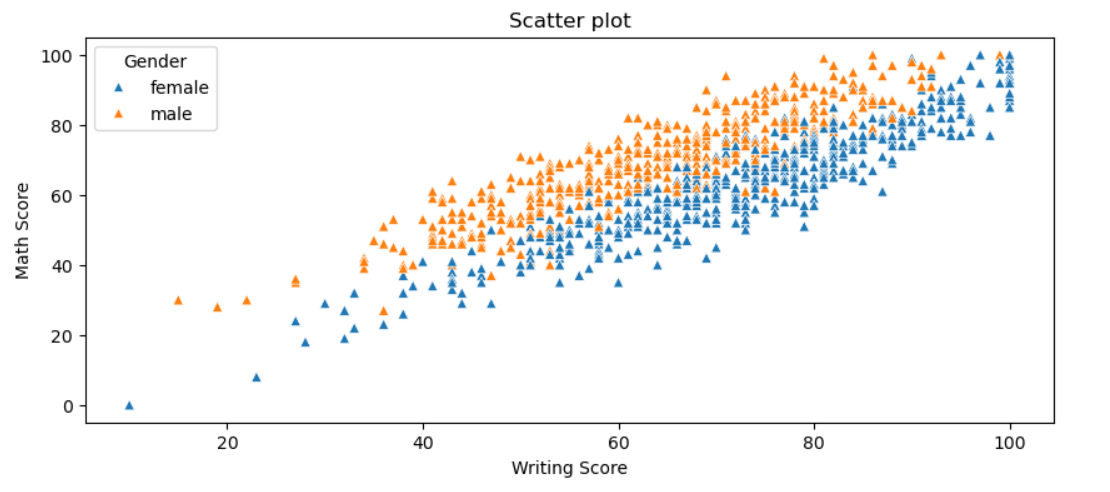 Scatter plot
Gender
female
male
100
80
60
40
20
0
Math Score
20 40 60 80 100
Writing Score